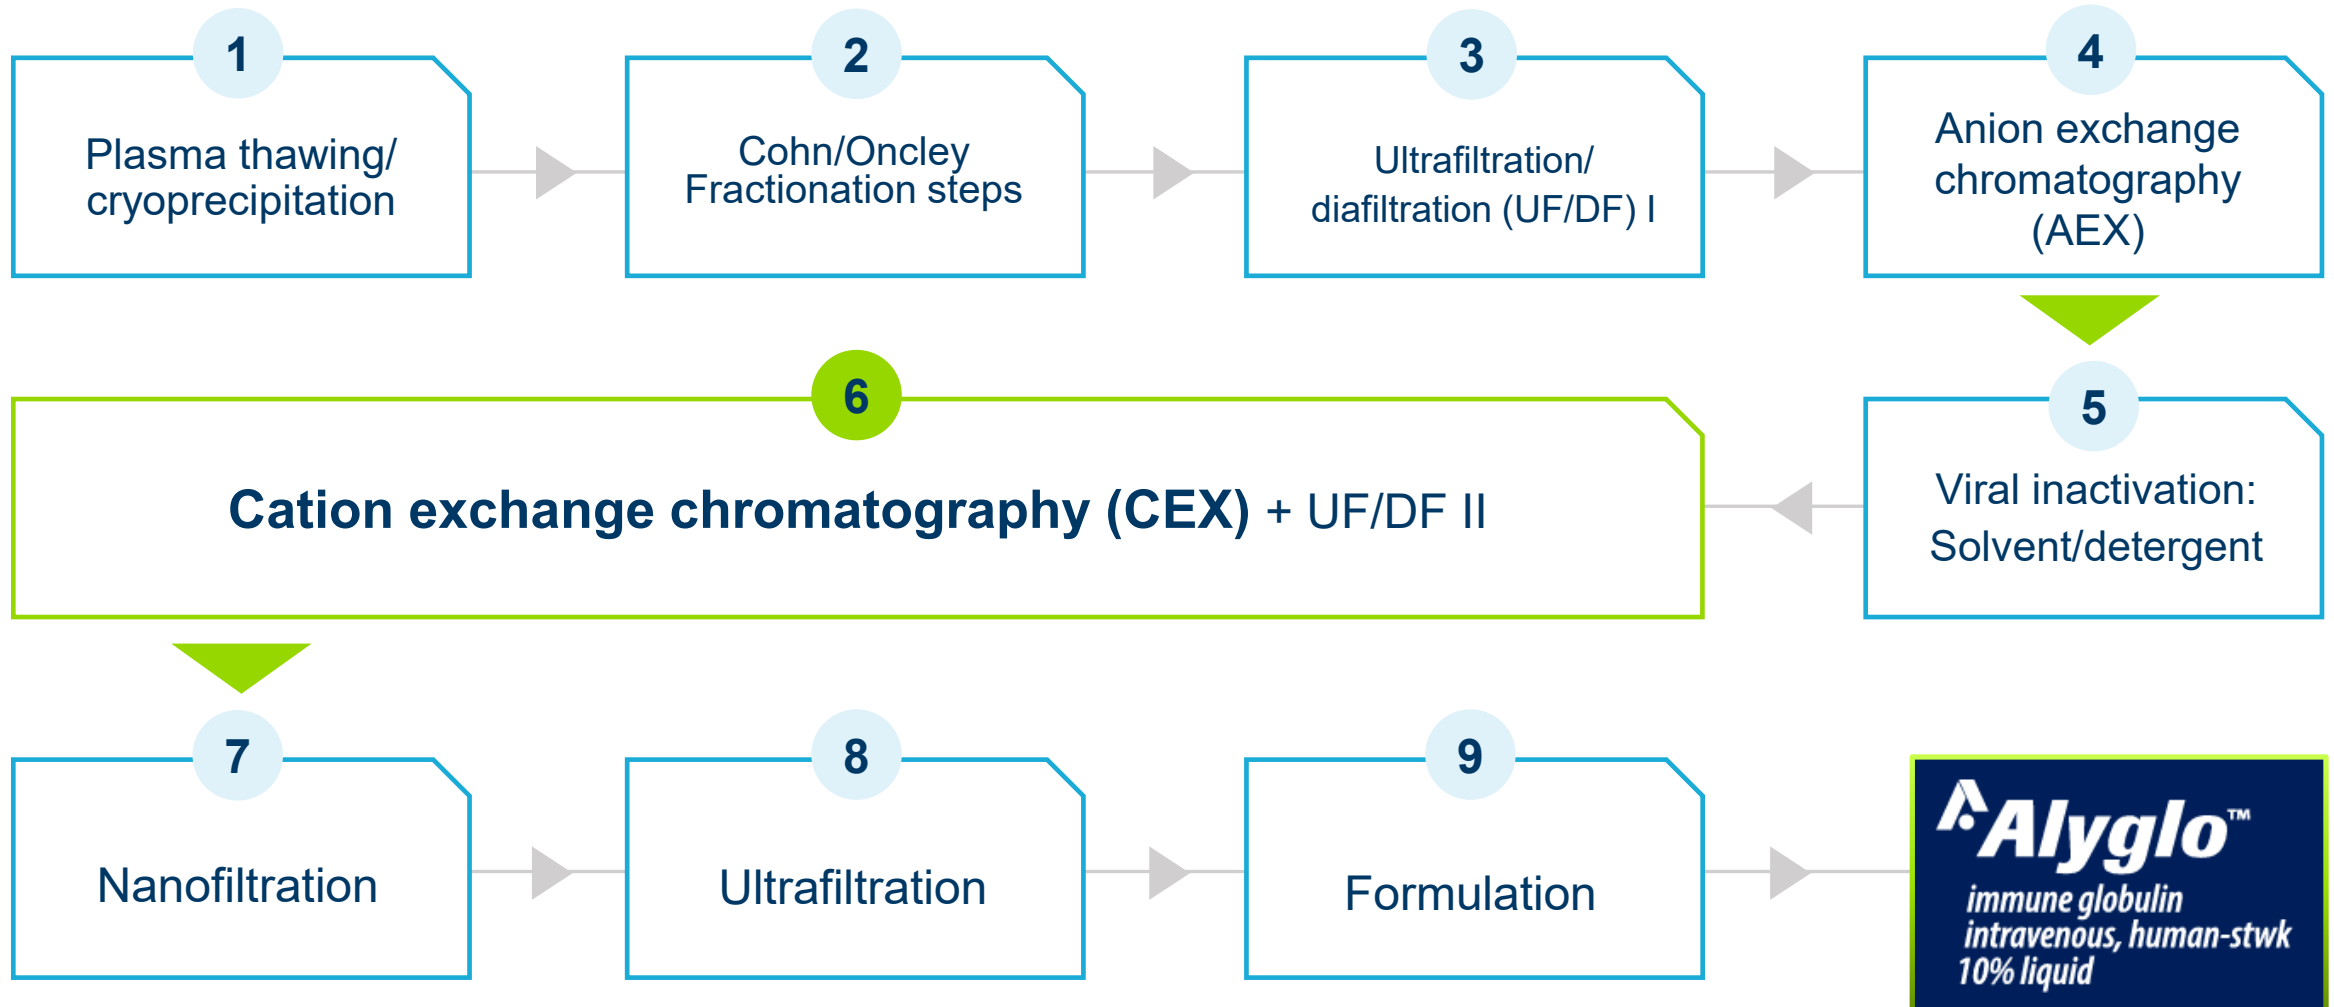 1
Plasma thawing/
cryoprecipitation
2
Cohn/Oncley
Fractionation steps
3
Ultrafiltration/
diafiltration (UF/DF) I
4
Anion exchange
chromatography
(AEX)
5
Viral inactivation:
Solvent/detergent
6
Cation exchange chromatography (CEX) + UF/DF II
7
Nanofiltration
8
Ultrafiltration
9
Formulation
Alyglo™
immune globulin
intravenous, human-stwk
10% liquid